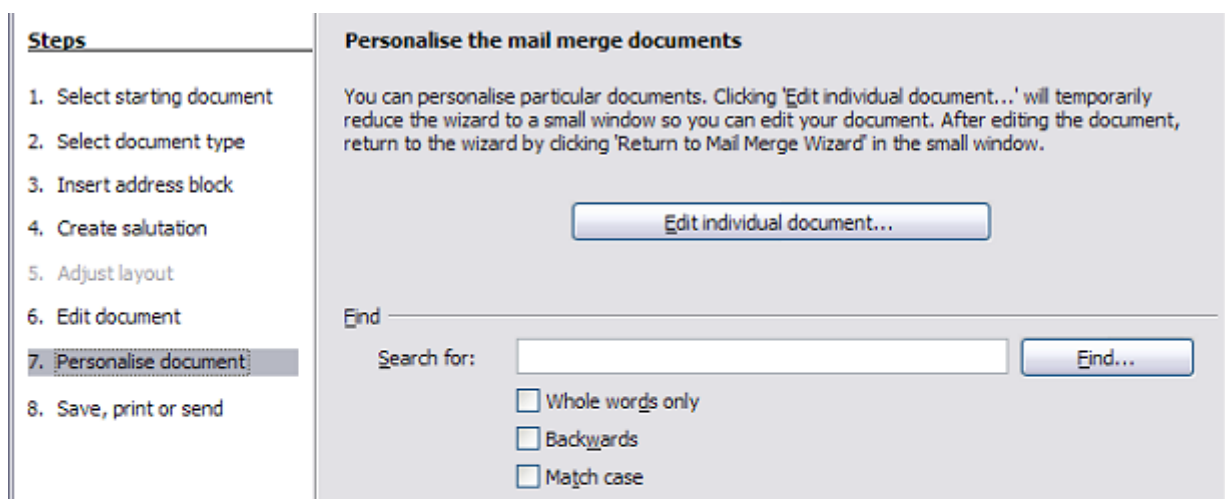 Steps
1. Select starting document
2. Select document type
3. Insert address block
4. Create salutation
5. Adjust layout
6. Edit document
7. Personalise document
8. Save, print or send
Personalise the mail merge documents
You can personalise particular documents. Clicking 'Edit individual document...' will temporarily
reduce the wizard to a small window so you can edit your document. After editing the document,
return to the wizard by clicking 'Return to Mail Merge Wizard' in the small window.
Edit individual document...
Find
Search for:
Find...
Whole words only
Backwards
Match case